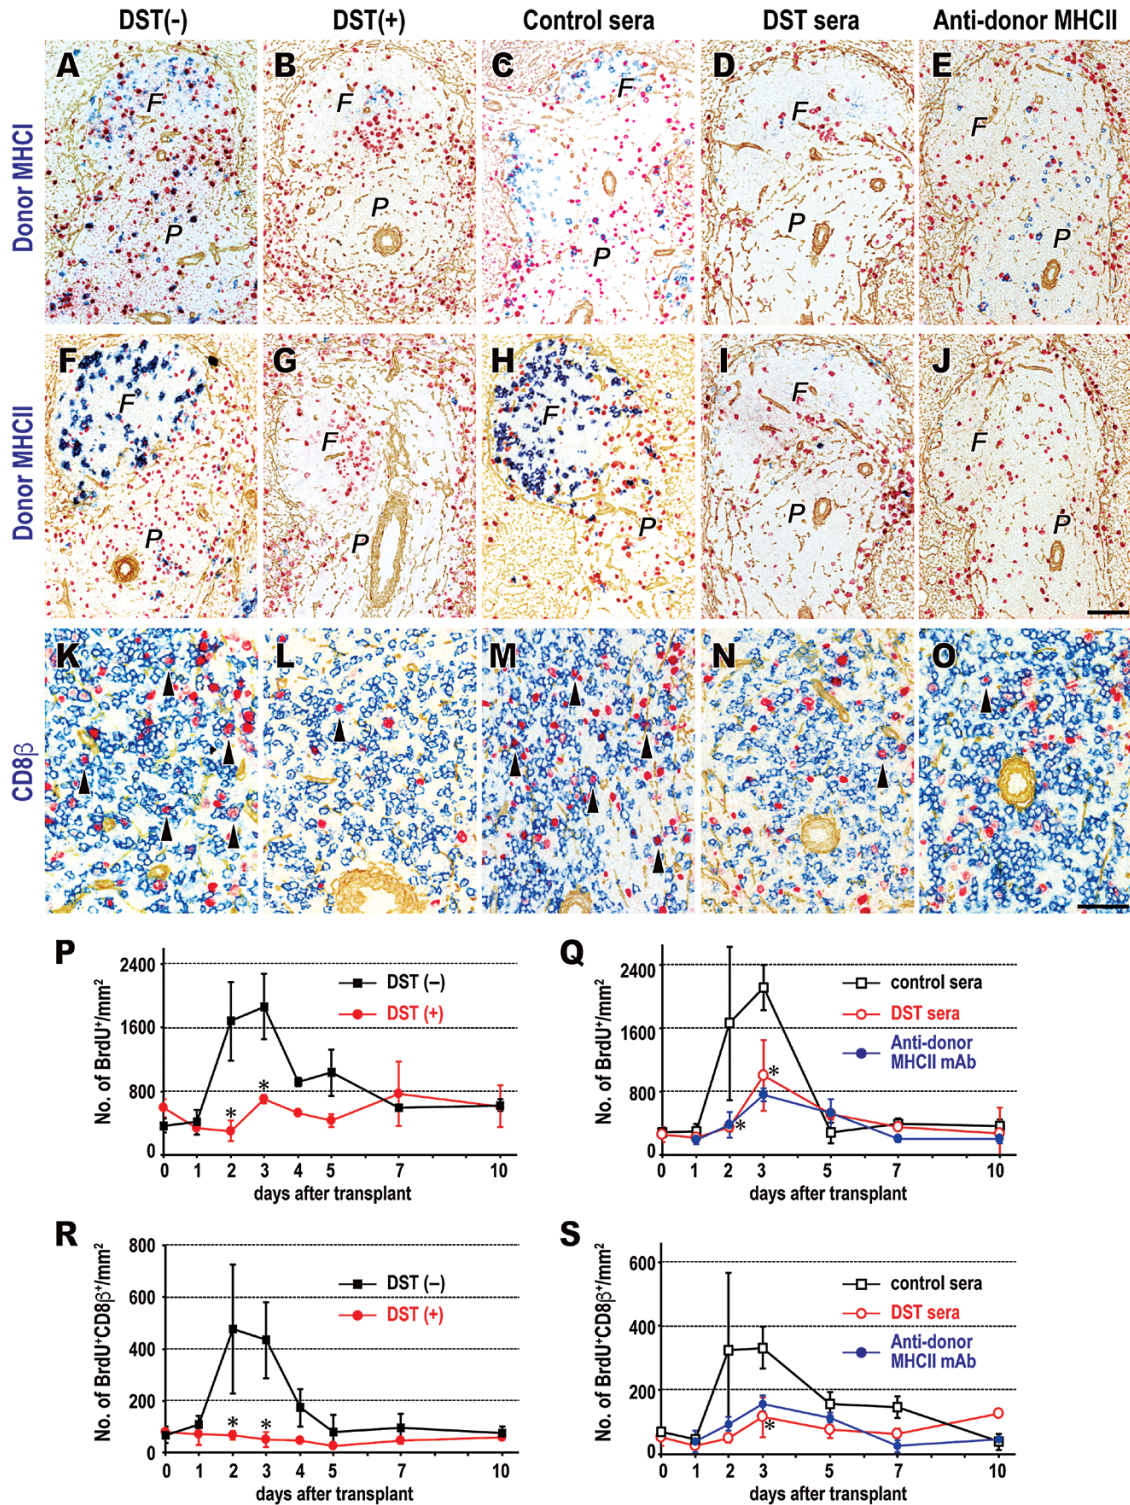 DST(–)
DST(+)
Control sera
DST sera
Anti-donor MHCII
Donor MHCI
A
F
P
B
F
P
C
F
P
D
F
P
E
F
P
Donor MHCII
F
F
P
G
F
P
H
F
P
I
F
P
J
F
P
CD8β
K
L
M
N
O
P
No. of BrdU⁺/mm²
2400
1600
800
0
DST (–)
DST (+)
*
*
0 1 2 3 4 5 7 10
days after transplant
Q
No. of BrdU⁺/mm²
2400
1600
800
0
control sera
DST sera
Anti-donor
MHCII mAb
*
*
0 1 2 3 5 7 10
days after transplant
R
No. of BrdU⁺CD8β⁺/mm²
800
600
400
200
0
DST (–)
DST (+)
*
*
0 1 2 3 4 5 7 10
days after transplant
S
No. of BrdU⁺CD8β⁺/mm²
600
400
200
0
control sera
DST sera
Anti-donor
MHCII mAb
*
0 1 2 3 5 7 10
days after transplant